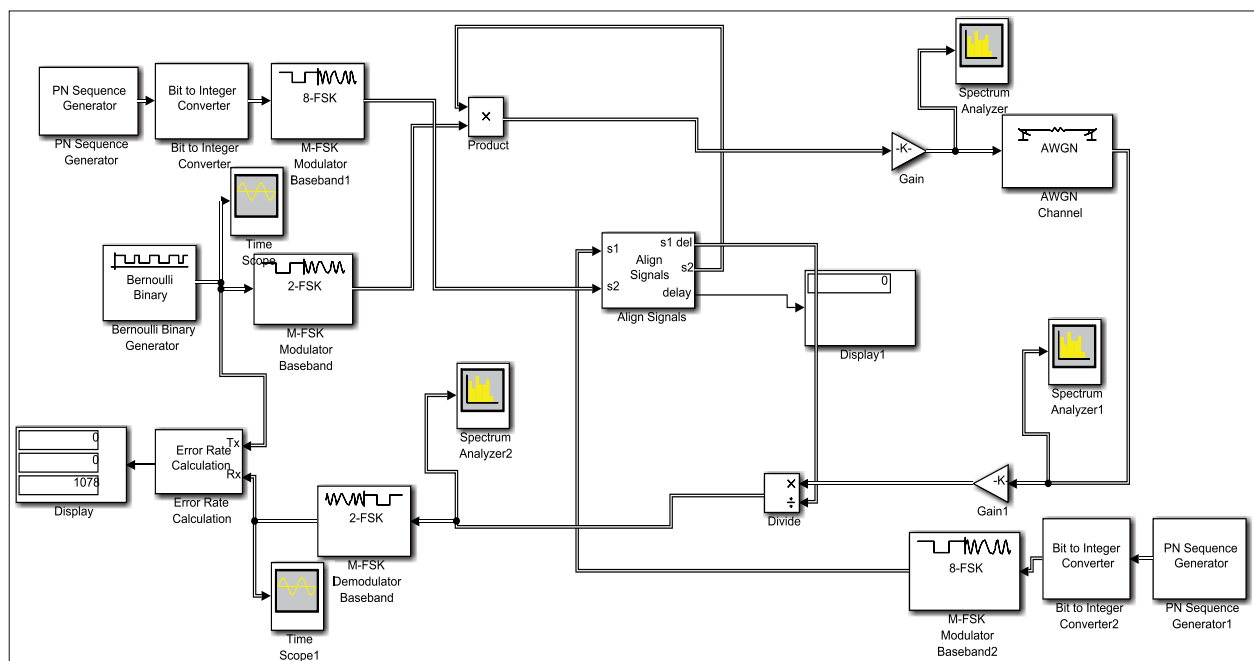 PN Sequence
Generator
PN Sequence
Generator
Bit to Integer
Converter
Bit to Integer
Converter
8-FSK
M-FSK
Modulator
Baseband1
×
Product
Spectrum
Analyzer
-K-
Gain
AWGN
AWGN
Channel
Time
Scope
Bernoulli
Binary
Bernoulli Binary
Generator
2-FSK
M-FSK
Modulator
Baseband
s1
s2
Align
Signals
s1 del
s2
delay
Align Signals
0
Display1
Spectrum
Analyzer1
Spectrum
Analyzer2
0
0
1078
Display
Tx
Rx
Error Rate
Calculation
Error Rate
Calculation
2-FSK
M-FSK
Demodulator
Baseband
Time
Scope1
×
÷
Divide
-K-
Gain1
8-FSK
M-FSK
Modulator
Baseband2
Bit to Integer
Converter
Bit to Integer
Converter2
PN Sequence
Generator
PN Sequence
Generator1